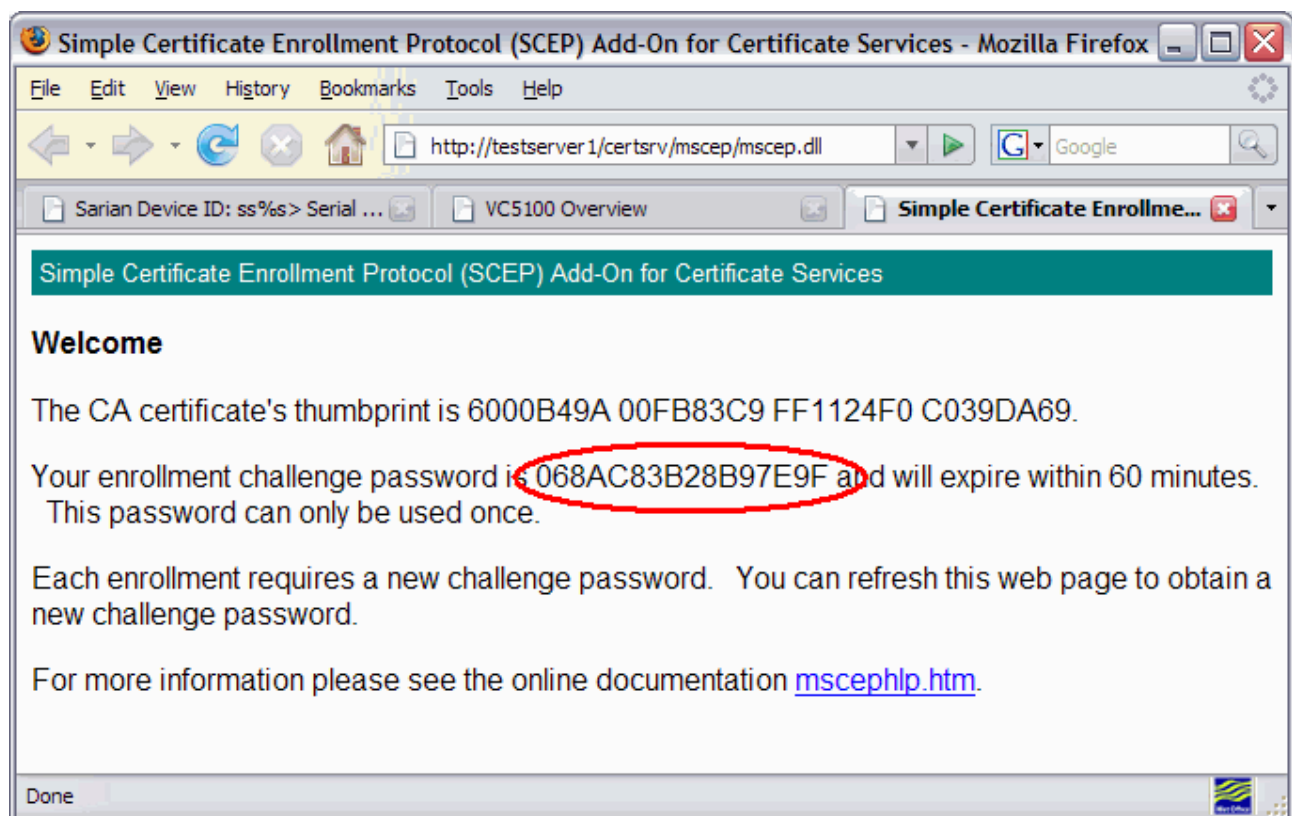 Simple Certificate Enrollment Protocol (SCEP) Add-On for Certificate Services - Mozilla Firefox
File Edit View History Bookmarks Tools Help
http://testserver1/certsrv/mscep/mscep.dll G Google
Sarian Device ID: ss%s> Serial ... VC5100 Overview Simple Certificate Enrollme...
Simple Certificate Enrollment Protocol (SCEP) Add-On for Certificate Services
Welcome
The CA certificate's thumbprint is 6000B49A 00FB83C9 FF1124F0 C039DA69.
Your enrollment challenge password is 068AC83B28B97E9F and will expire within 60 minutes.
This password can only be used once.
Each enrollment requires a new challenge password. You can refresh this web page to obtain a
new challenge password.
For more information please see the online documentation mscephlp.htm.
Done